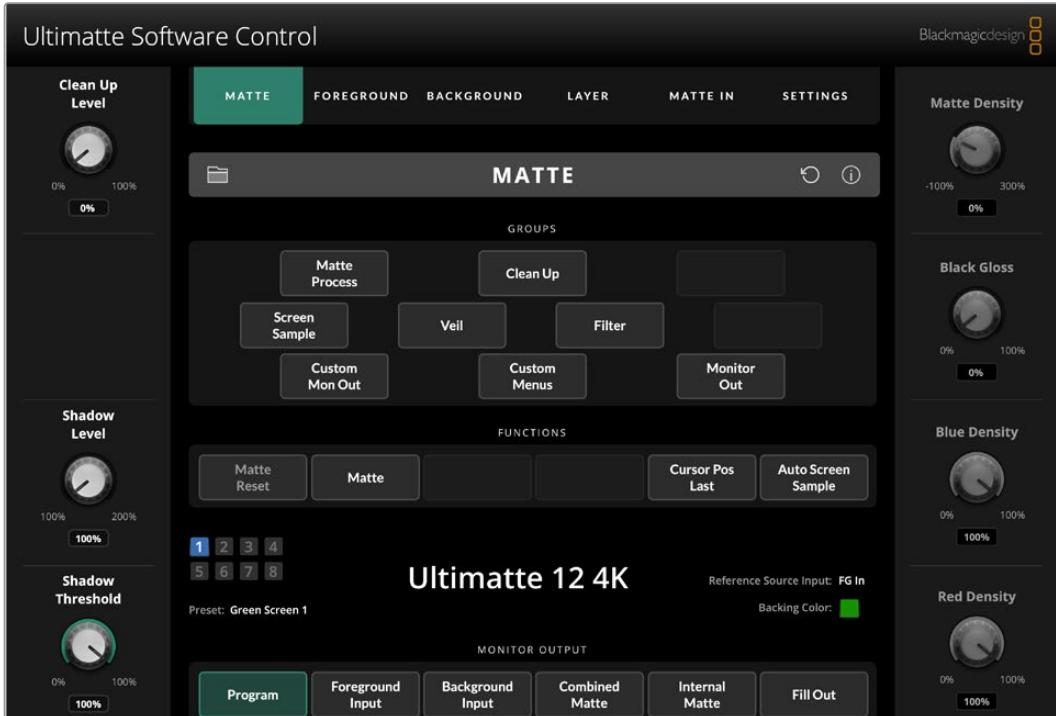 Ultimatte Software Control
Blackmagicdesign
MATTE FOREGROUND BACKGROUND LAYER MATTE IN SETTINGS
Clean Up
Level
0% 100%
0%
Shadow
Level
100% 200%
100%
Shadow
Threshold
0% 100%
100%
MATTE
GROUPS
Matte
Process
Clean Up
Screen
Sample
Veil
Filter
Custom
Mon Out
Custom
Menus
Monitor
Out
FUNCTIONS
Matte
Reset
Matte
Cursor Pos
Last
Auto Screen
Sample
1 2 3 4
5 6 7 8
Preset: Green Screen 1
Ultimatte 12 4K
Reference Source Input: FG In
Backing Color:
MONITOR OUTPUT
Program
Foreground
Input
Background
Input
Combined
Matte
Internal
Matte
Fill Out
Matte Density
-100% 300%
0%
Black Gloss
0% 100%
0%
Blue Density
0% 100%
100%
Red Density
0% 100%
100%